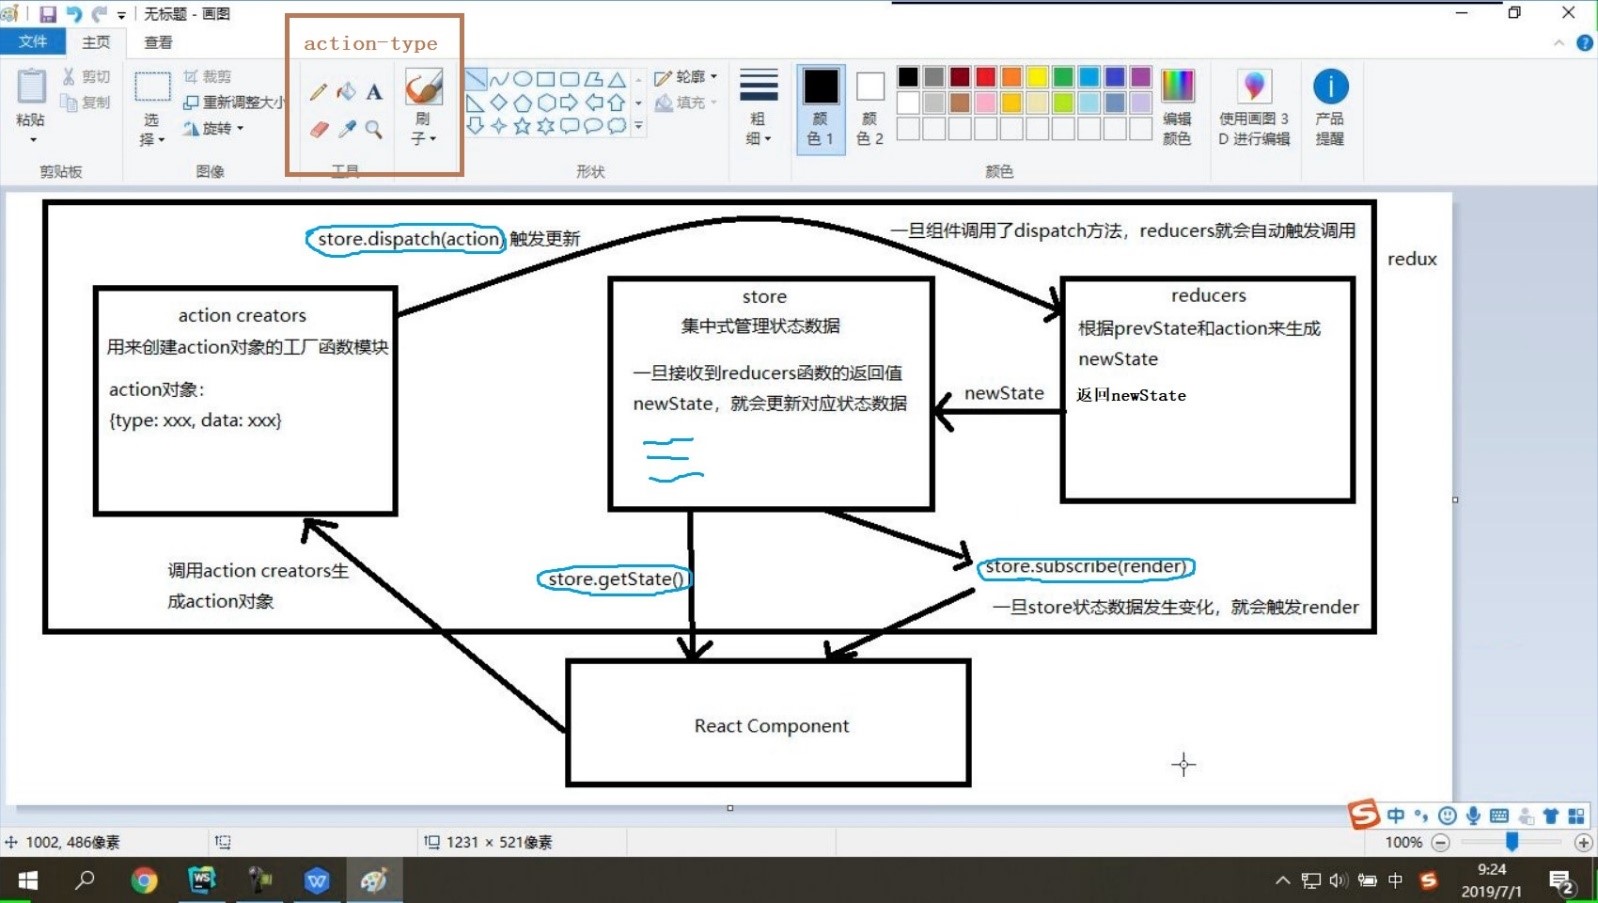 无标题 - 画图
文件 主页 查看
action-type
粘贴
剪切
复制
剪贴板
选择
裁剪
重新调整大小
旋转
图像
A
工具
刷子
形状
轮廓
填充
粗细
颜色 1
颜色 2
颜色
编辑颜色
使用画图 3D 进行编辑
产品提醒
store.dispatch(action) 触发更新
一旦组件调用了dispatch方法，reducers就会自动触发调用
redux
action creators
用来创建action对象的工厂函数模块
action对象：
{type: xxx, data: xxx}
store
集中式管理状态数据
一旦接收到reducers函数的返回值
newState，就会更新对应状态数据
newState
reducers
根据prevState和action来生成
newState
返回newState
调用action creators生
成action对象
store.getState()
store.subscribe(render)
一旦store状态数据发生变化，就会触发render
React Component
中
1002, 486像素
1231 × 521像素
100%
WS
中
9:24
2019/7/1
2